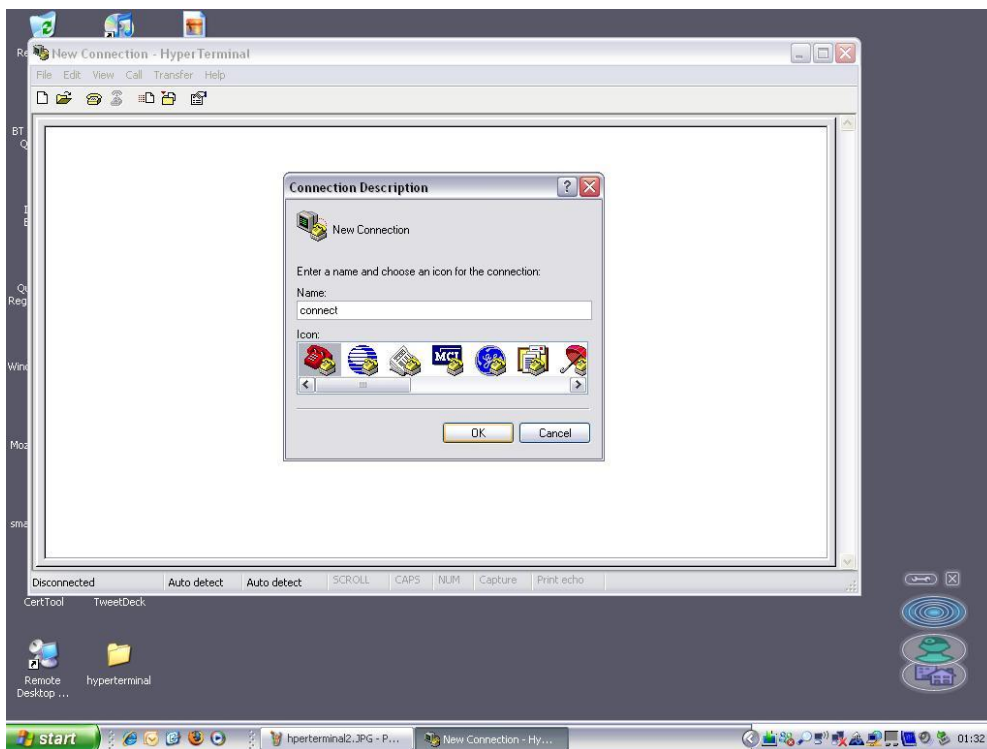 New Connection - HyperTerminal
File Edit View Call Transfer Help
Connection Description
New Connection
Enter a name and choose an icon for the connection:
Name:
connect
Icon:
MCI
OK Cancel
Disconnected Auto detect Auto detect SCROLL CAPS NUM Capture Print echo
CertTool TweetDeck
Remote
Desktop ...
hyperterminal
start hperterminal2.JPG - P... New Connection - Hy... 01:32